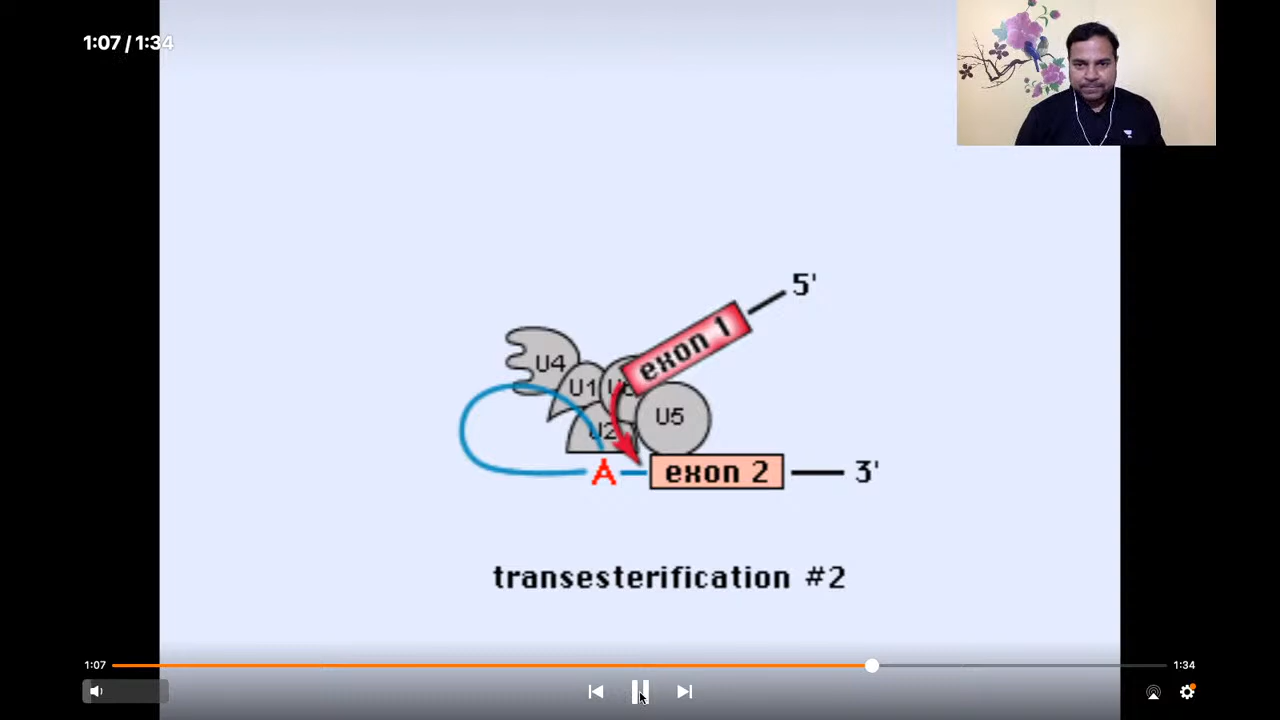 1:07 / 1:34
5'
exon 1
U4
U1
U5
U2
A
exon 2
3'
transesterification #2
1:07
1:34